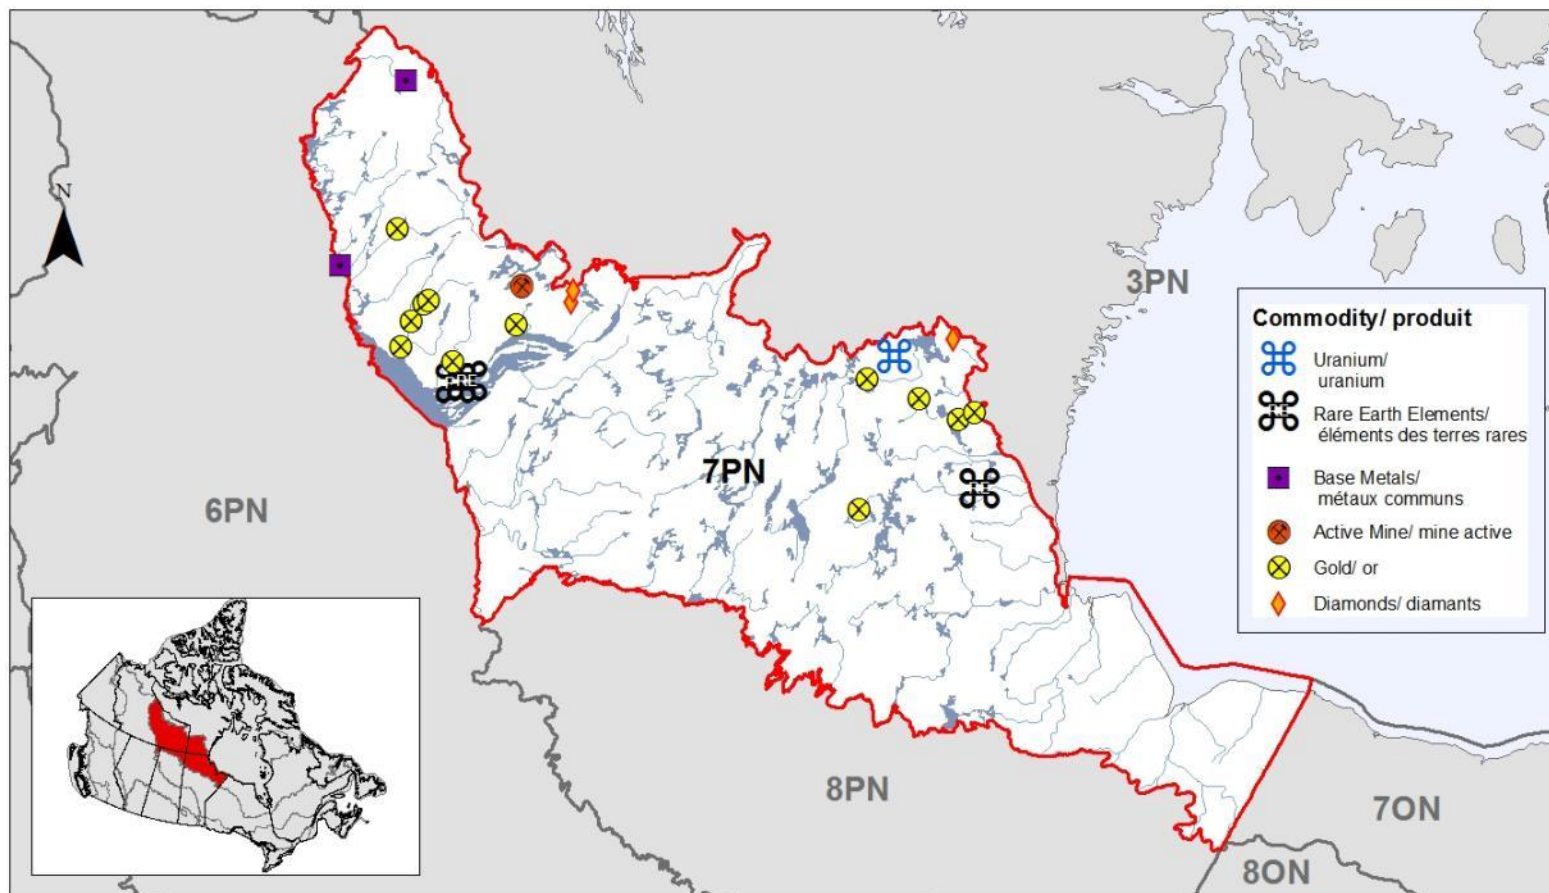 N
3PN
6PN
7PN
8PN
7ON
8ON
Commodity/ produit
Uranium/
uranium
Rare Earth Elements/
éléments des terres rares
Base Metals/
métaux communs
Active Mine/ mine active
Gold/ or
Diamonds/ diamants